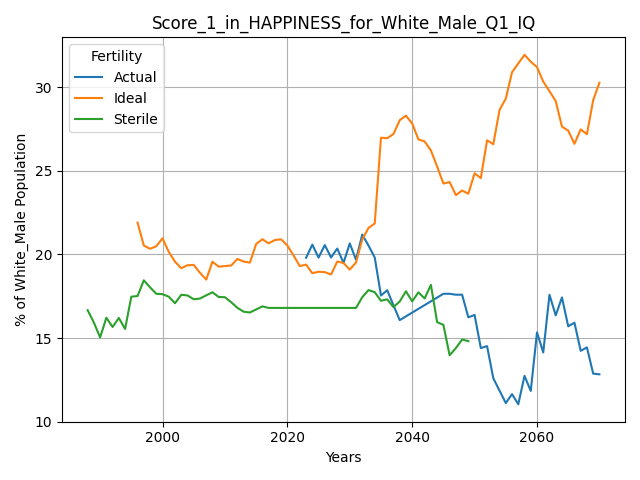 Score_1_in_HAPPINESS_for_White_Male_Q1_IQ
Fertility
Actual
Ideal
Sterile
% of White_Male Population
30
25
20
15
10
2000
2020
2040
2060
Years